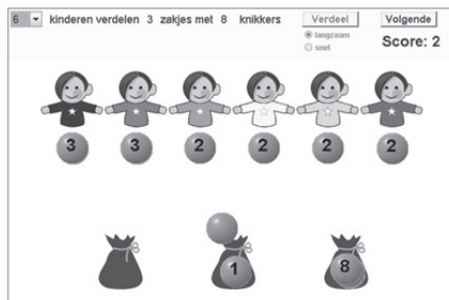 6 kinderen verdelen 3 zakjes met 8 knikkers Verdeel Volgende
langzaam
snel
Score: 2
3 3 2 2 2 2
1 8